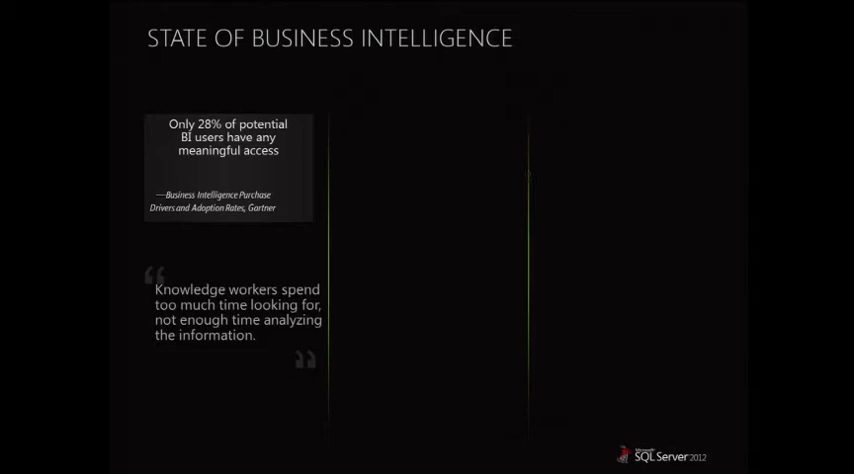 STATE OF BUSINESS INTELLIGENCE
Only 28% of potential
BI users have any
meaningful access
—Business Intelligence Purchase
Drivers and Adoption Rates, Gartner
“
Knowledge workers spend
too much time looking for,
not enough time analyzing
the information.
”
Microsoft
SQL Server 2012